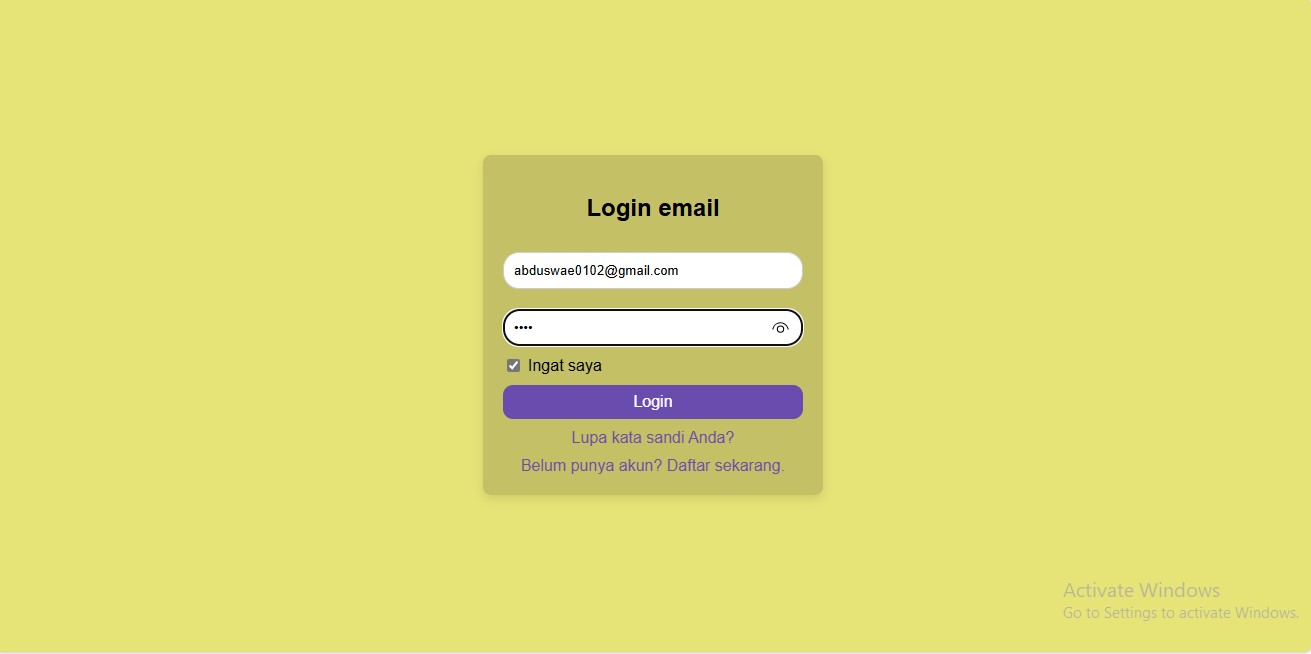 Login email
abduswae0102@gmail.com
••••
Ingat saya
Login
Lupa kata sandi Anda?
Belum punya akun? Daftar sekarang.
Activate Windows
Go to Settings to activate Windows.